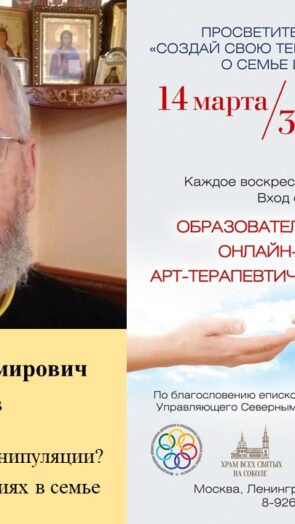 мирович
в
нипуляции?
иях в семье
ПРОСВЕТИТЕ
«СОЗДАЙ СВОЮ ТЕ
О СЕМЬЕ И
14 марта/3
Каждое воскрес
Вход с
ОБРАЗОВАТЕЛ
ОНЛАЙН-
АРТ-ТЕРАПЕВТИЧ
По благословению епископ
Управляющего Северным
ХРАМ ВСЕХ СВЯТЫХ
НА СОКОЛЕ
Москва, Ленингр
8-926